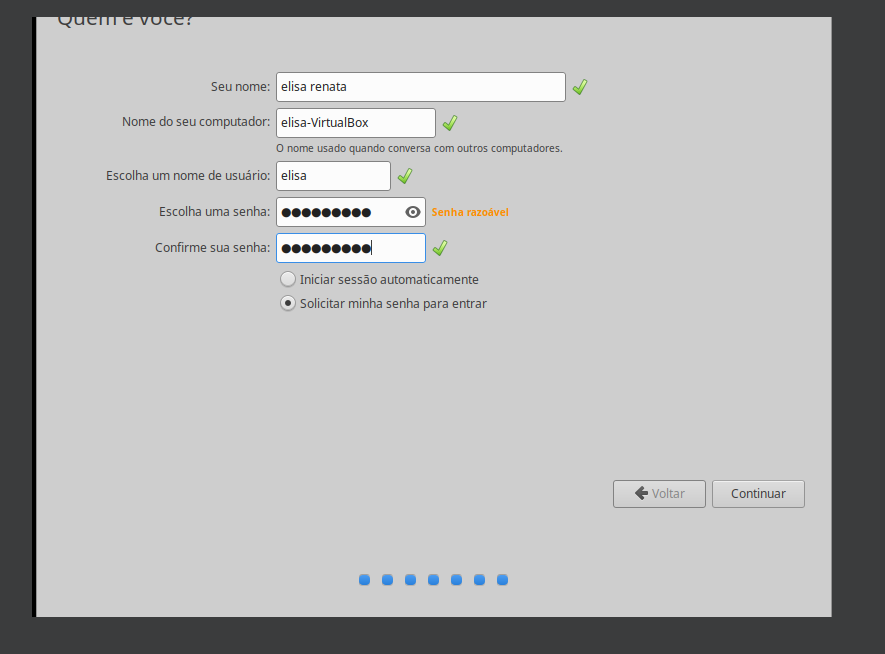 Quem é você?
Seu nome: elisa renata
Nome do seu computador: elisa-VirtualBox
O nome usado quando conversa com outros computadores.
Escolha um nome de usuário: elisa
Escolha uma senha: ●●●●●●●●● Senha razoável
Confirme sua senha: ●●●●●●●●●
Iniciar sessão automaticamente
Solicitar minha senha para entrar
Voltar Continuar